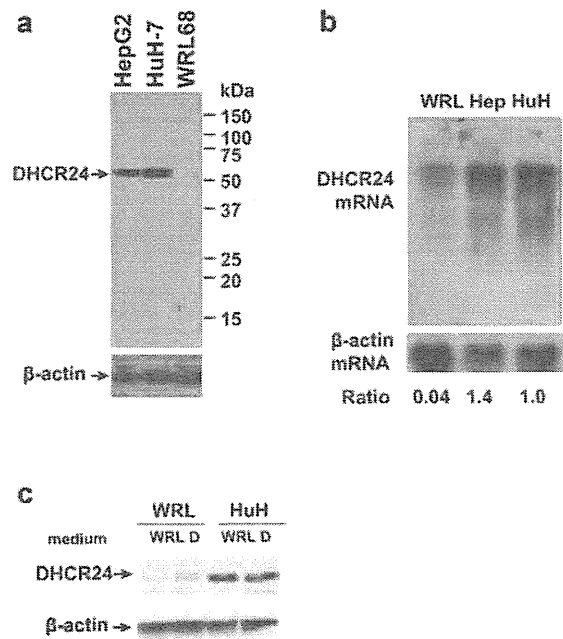 a
HepG2
HuH-7
WRL68
kDa
150
100
75
DHCR24
50
37
25
20
15
β-actin
b
WRL Hep HuH
DHCR24
mRNA
β-actin
mRNA
Ratio 0.04 1.4 1.0
c
WRL HuH
medium WRL D WRL D
DHCR24
β-actin